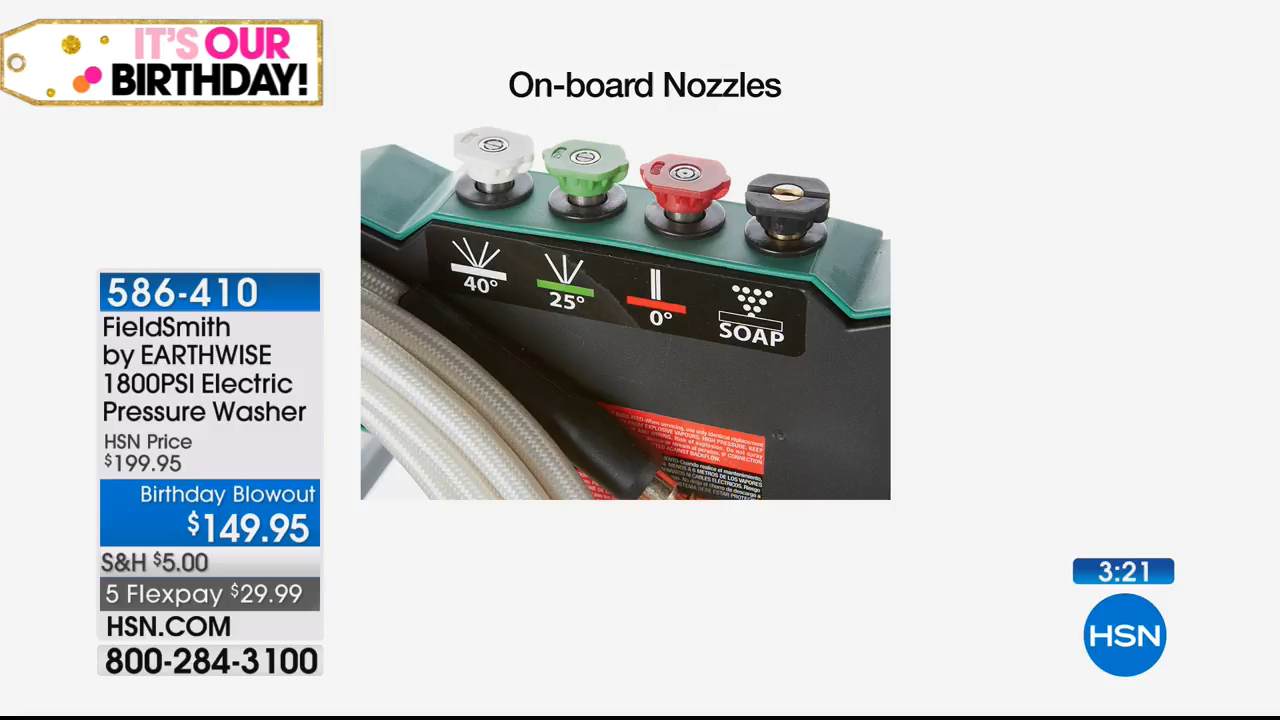 IT'S OUR
BIRTHDAY!
On-board Nozzles
40°
25°
0°
SOAP
586-410
FieldSmith
by EARTHWISE
1800PSI Electric
Pressure Washer
HSN Price
$199.95
Birthday Blowout
$149.95
S&H $5.00
5 Flexpay $29.99
HSN.COM
800-284-3100
3:21
HSN